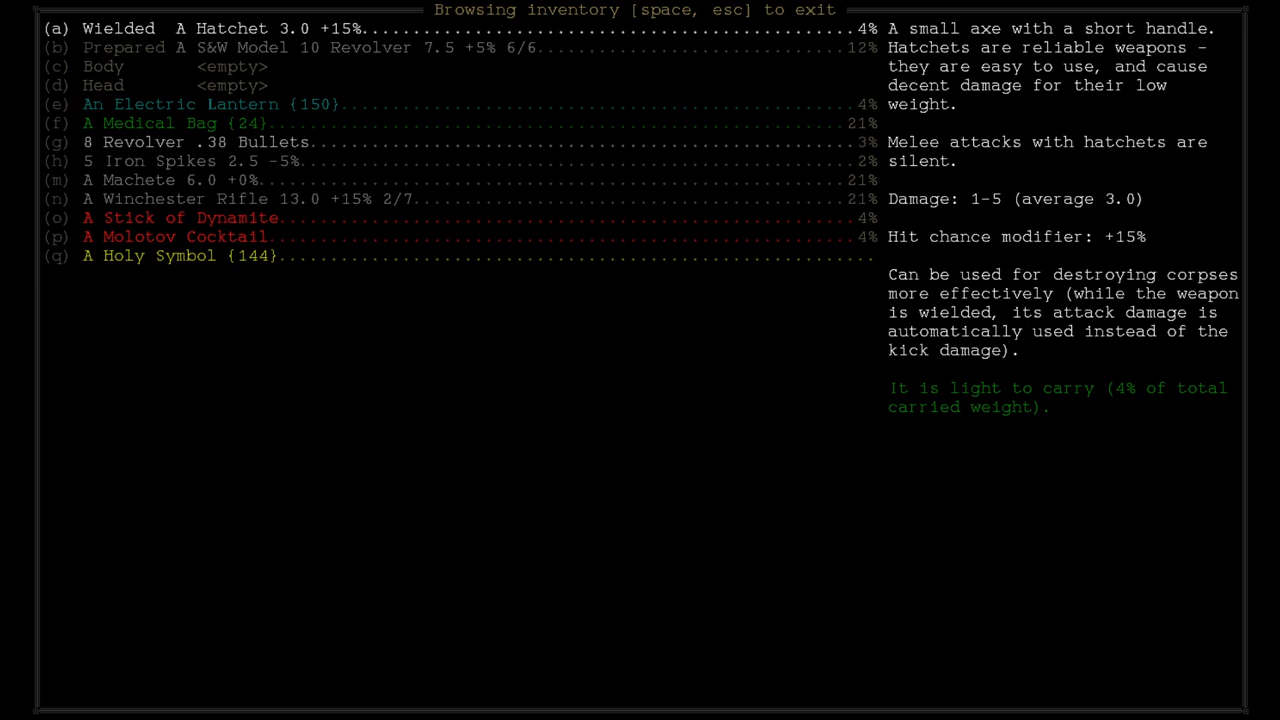 Browsing inventory [space, esc] to exit
(a) Wielded  A Hatchet 3.0 +15%................................................4%
(b) Prepared A S&W Model 10 Revolver 7.5 +5% 6/6..............................12%
(c) Body     <empty>
(d) Head     <empty>
(e) An Electric Lantern {150}..................................................4%
(f) A Medical Bag {24}........................................................21%
(g) 8 Revolver .38 Bullets.....................................................3%
(h) 5 Iron Spikes 2.5 -5%......................................................2%
(m) A Machete 6.0 +0%.........................................................21%
(n) A Winchester Rifle 13.0 +15% 2/7..........................................21%
(o) A Stick of Dynamite........................................................4%
(p) A Molotov Cocktail.........................................................4%
(q) A Holy Symbol {144}.........................................................
A small axe with a short handle.
Hatchets are reliable weapons -
they are easy to use, and cause
decent damage for their low
weight.
Melee attacks with hatchets are
silent.
Damage: 1-5 (average 3.0)
Hit chance modifier: +15%
Can be used for destroying corpses
more effectively (while the weapon
is wielded, its attack damage is
automatically used instead of the
kick damage).
It is light to carry (4% of total
carried weight).